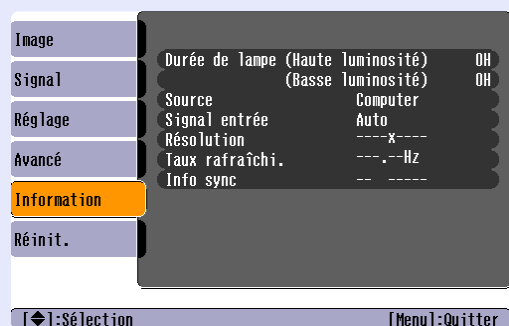 Image
Signal
Réglage
Avancé
Information
Réinit.
Durée de lampe (Haute luminosité) 0H
(Basse luminosité) 0H
Source Computer
Signal entrée Auto
Résolution ----x----
Taux rafraîchi. ---.--Hz
Info sync -- -----
[◆]:Sélection [Menu]:Quitter